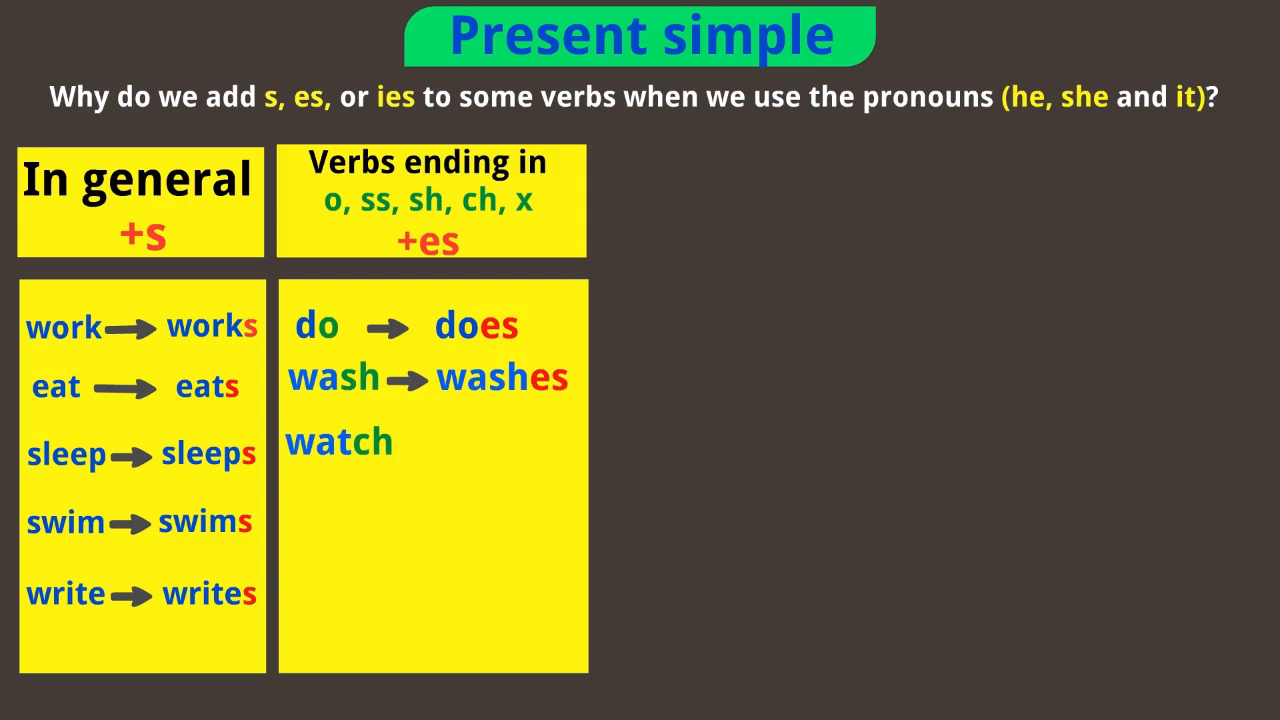 Present simple
Why do we add s, es, or ies to some verbs when we use the pronouns (he, she and it)?
In general
+s
Verbs ending in
o, ss, sh, ch, x
+es
work works
eat eats
sleep sleeps
swim swims
write writes
do does
wash washes
watch